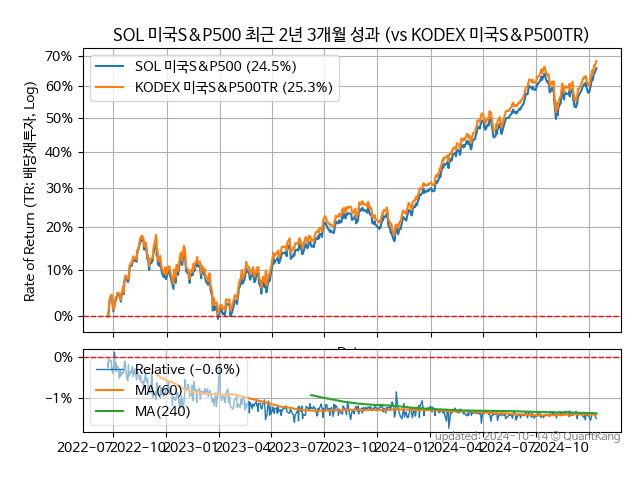 SOL 미국S&P500 최근 2년 3개월 성과 (vs KODEX 미국S&P500TR)
Rate of Return (TR: 배당재투자, Log)
70%
60%
50%
40%
30%
20%
10%
0%
SOL 미국S&P500 (24.5%)
KODEX 미국S&P500TR (25.3%)
0%
−1%
Relative (−0.6%)
MA(60)
MA(240)
updated: 2024-10-14 © QuantKang
2022-07 2022-10 2023-01 2023-04 2023-07 2023-10 2024-01 2024-04 2024-07 2024-10